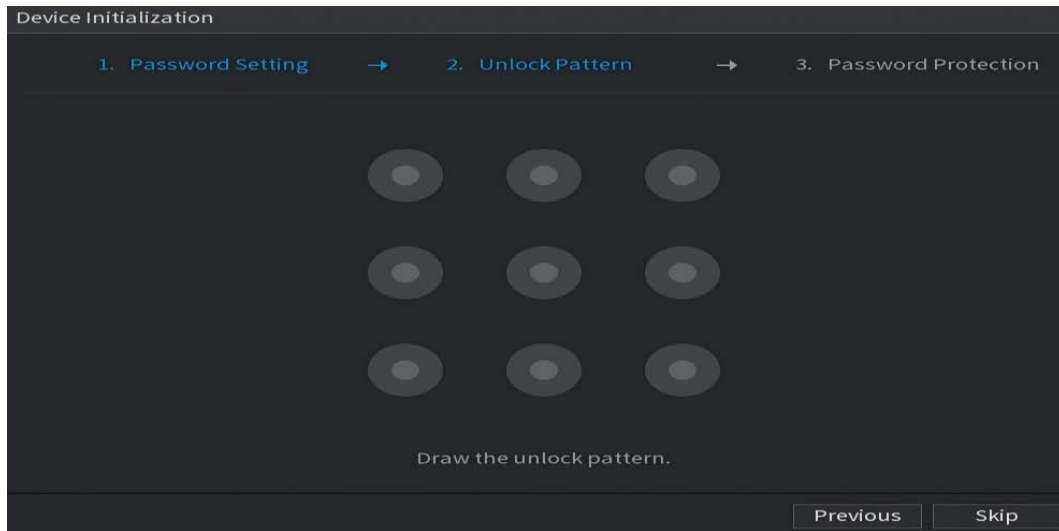 Device Initialization
1. Password Setting → 2. Unlock Pattern → 3. Password Protection
Draw the unlock pattern.
Previous Skip